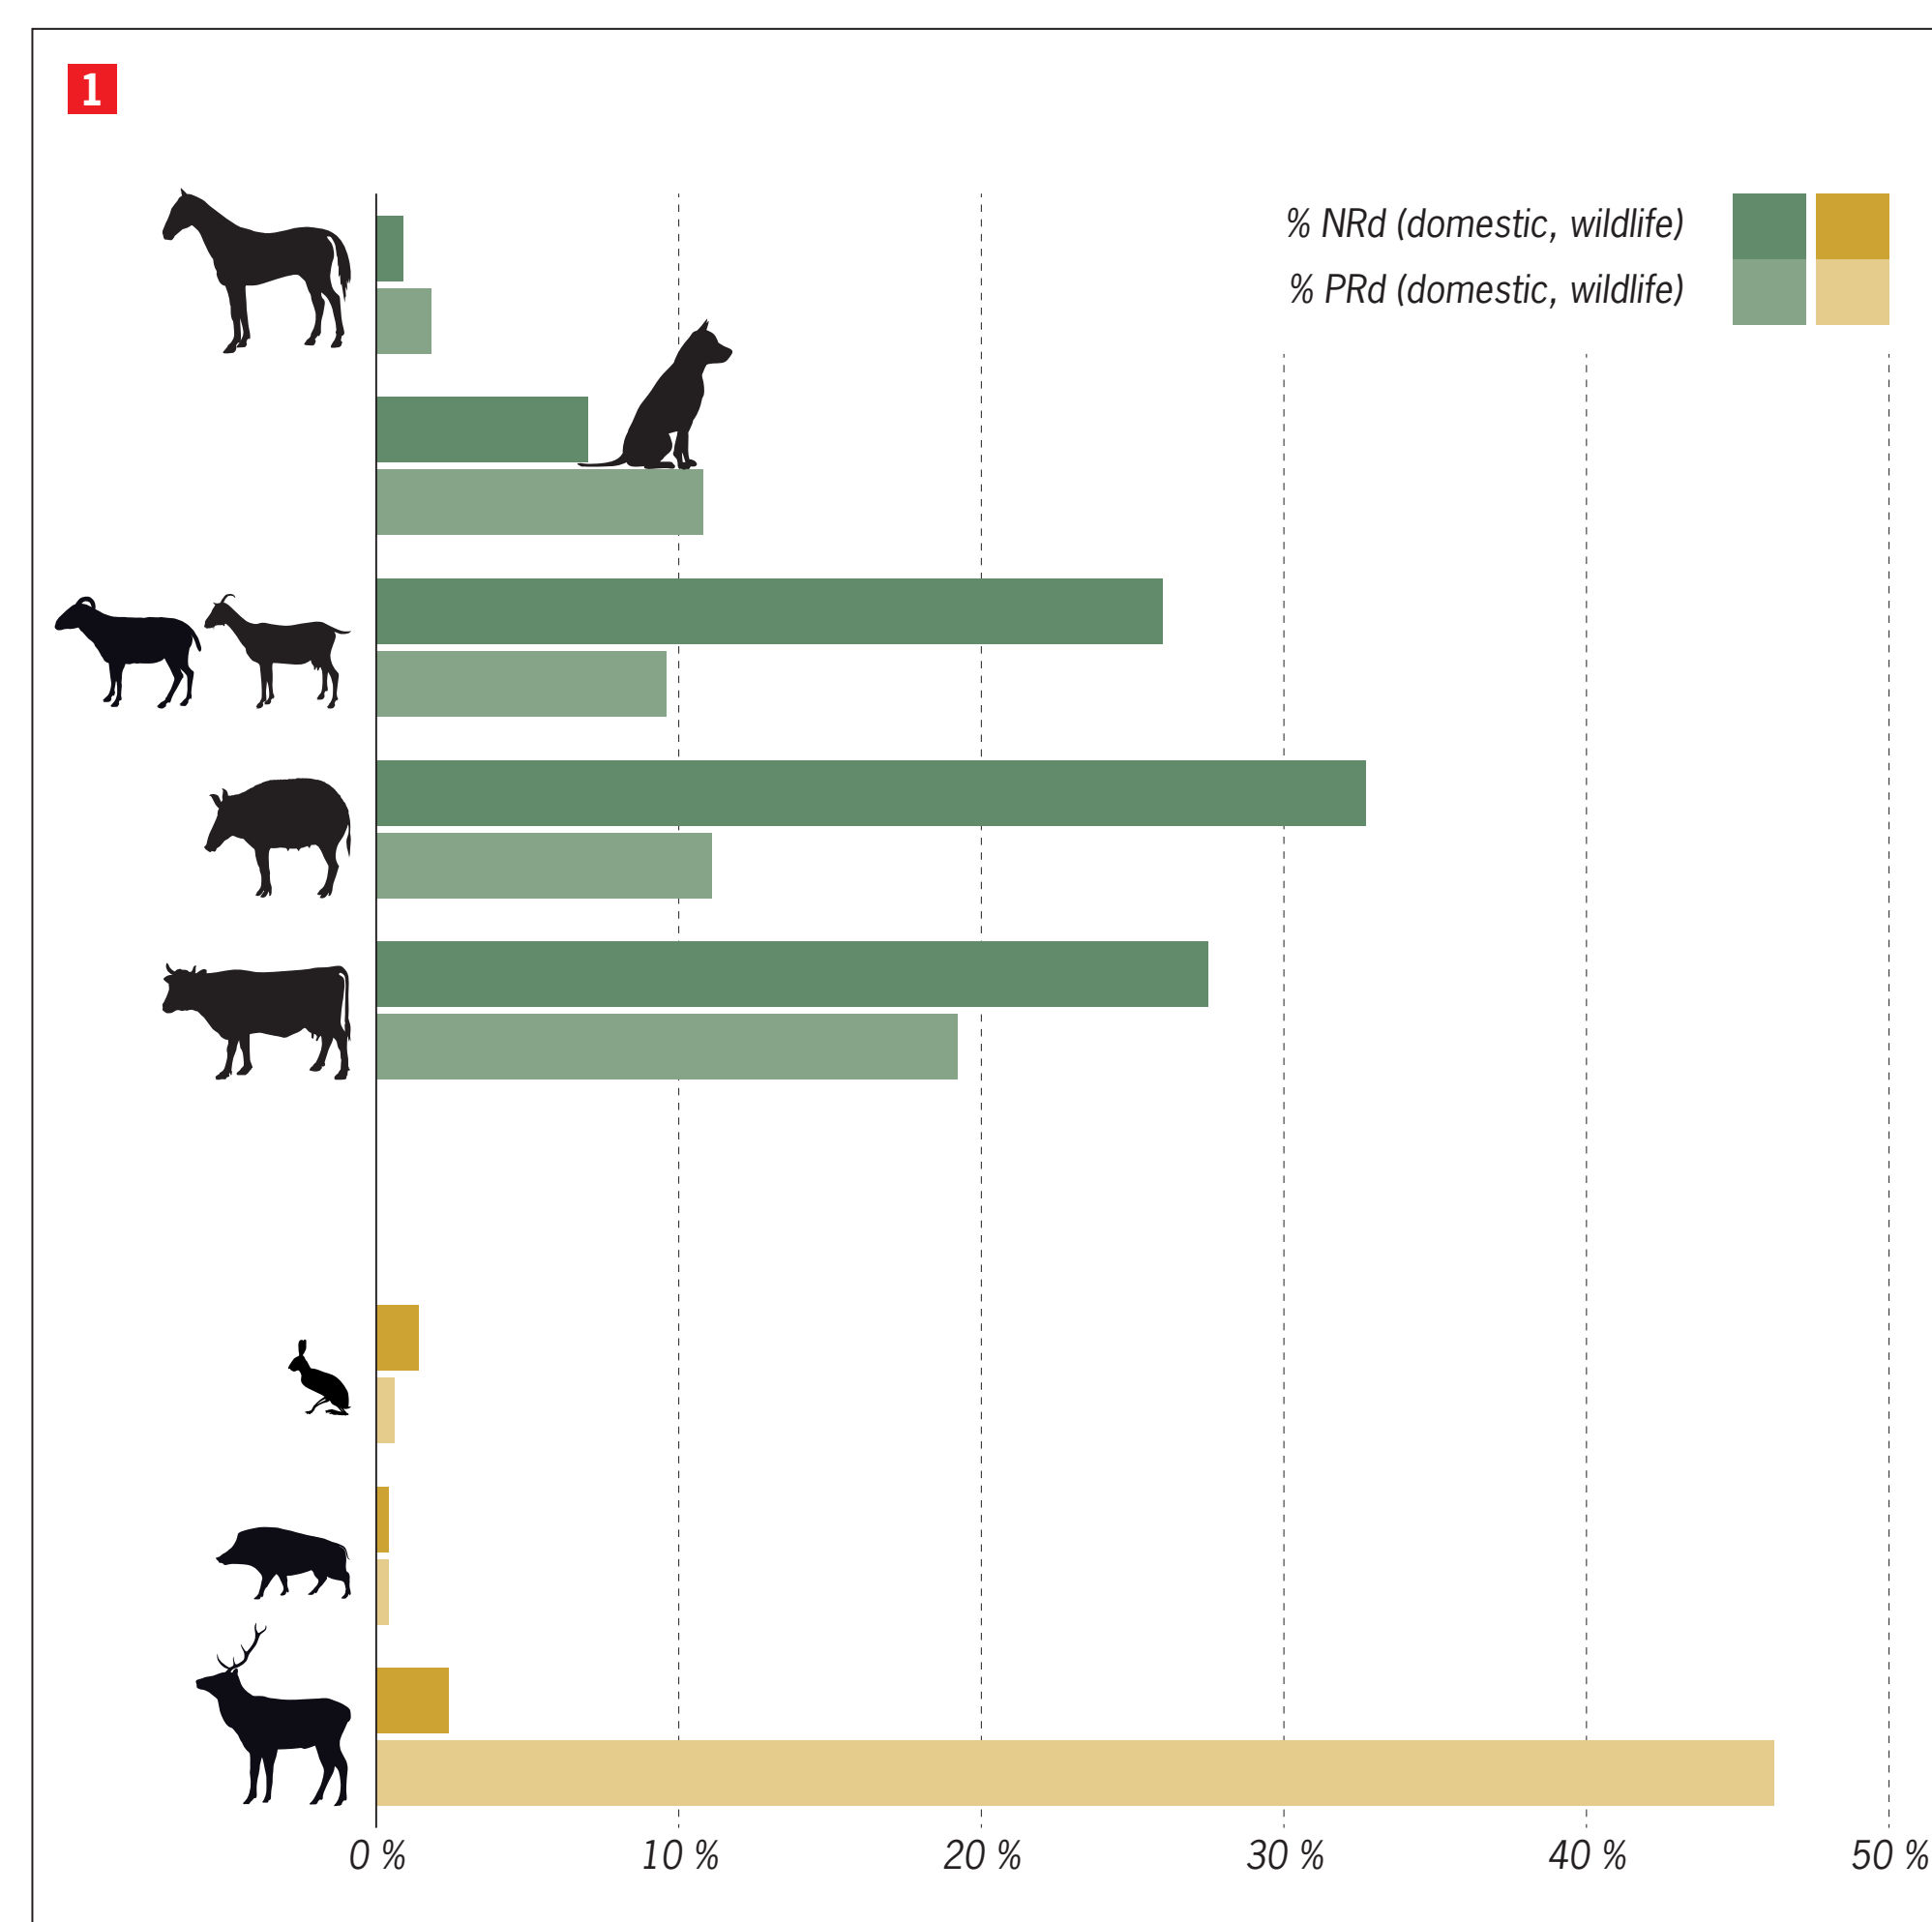 1
% NRd (domestic, wildlife)
% PRd (domestic, wildlife)
0 % 10 % 20 % 30 % 40 % 50 %